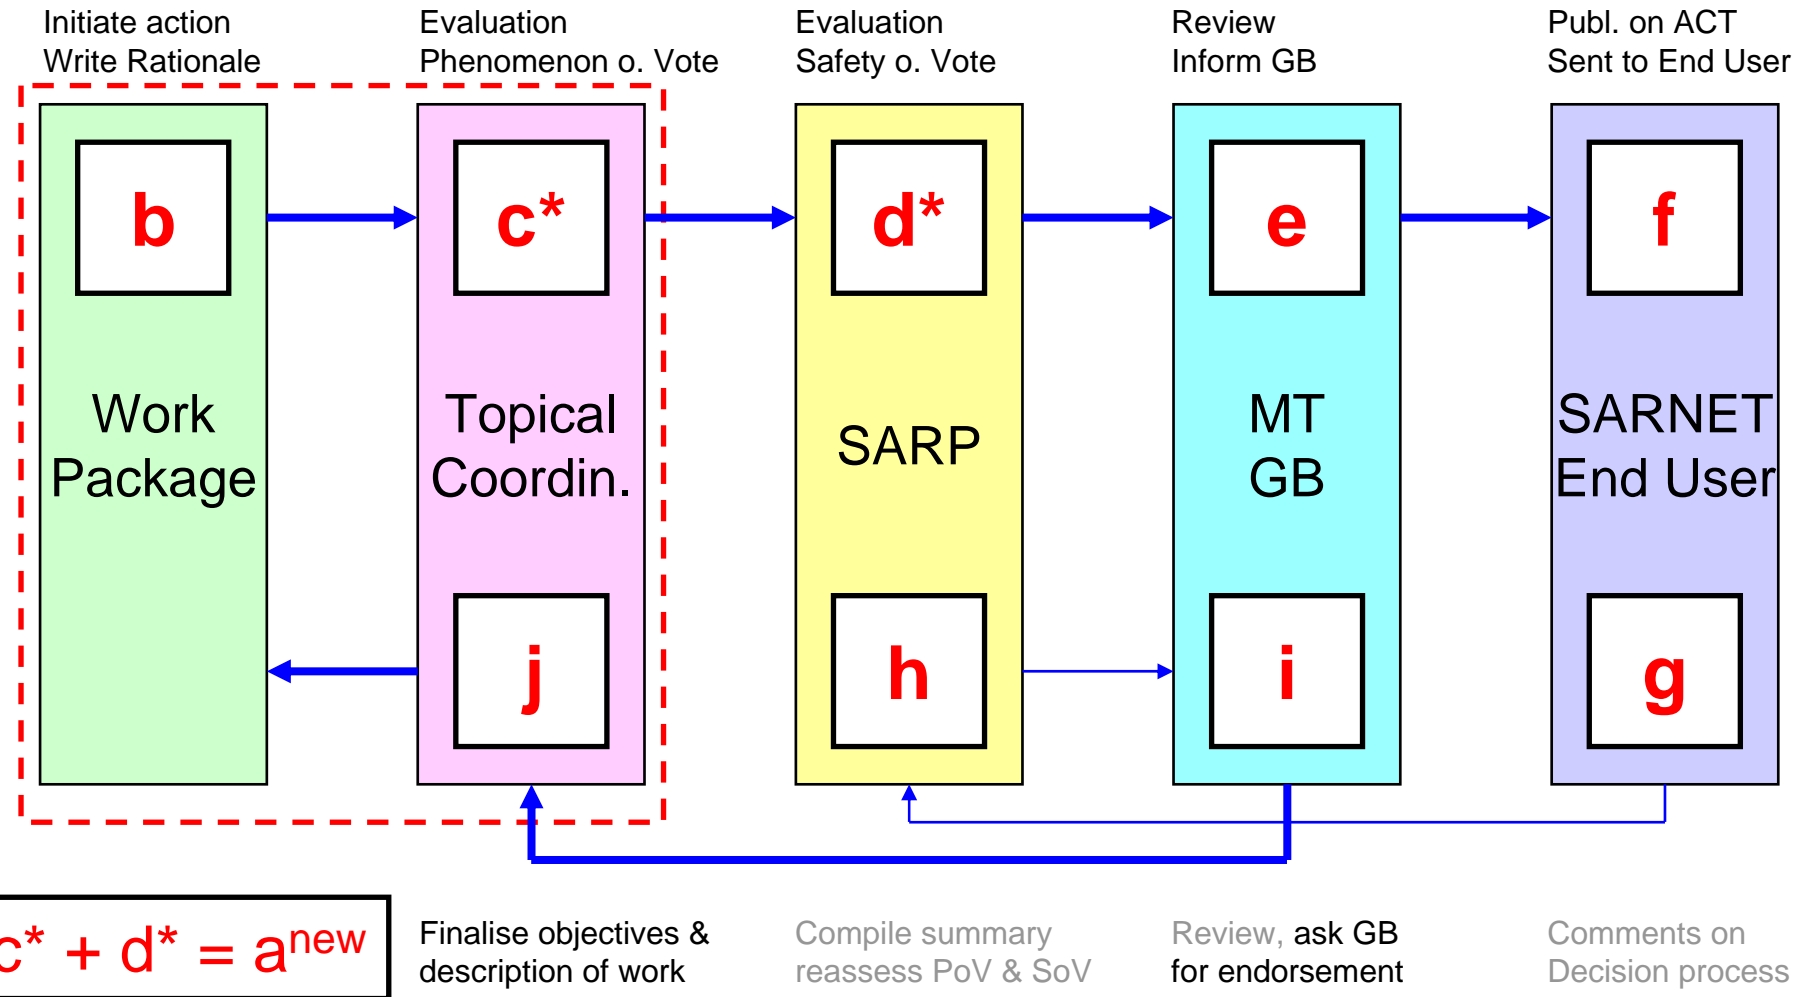 Initiate action
Write Rationale
Evaluation
Phenomenon o. Vote
Evaluation
Safety o. Vote
Review
Inform GB
Publ. on ACT
Sent to End User
b
c*
d*
e
f
Work
Package
Topical
Coordin.
SARP
MT
GB
SARNET
End User
j
h
i
g
c* + d* = a^new
Finalise objectives &
description of work
Compile summary
reassess PoV & SoV
Review, ask GB
for endorsement
Comments on
Decision process